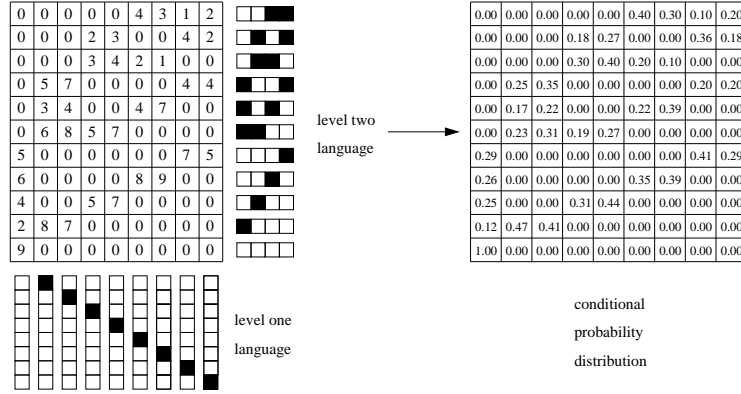 0 0 0 0 0 4 3 1 2
0 0 0 2 3 0 0 4 2
0 0 0 3 4 2 1 0 0
0 5 7 0 0 0 0 4 4
0 3 4 0 0 4 7 0 0
0 6 8 5 7 0 0 0 0
5 0 0 0 0 0 0 7 5
6 0 0 0 0 8 9 0 0
4 0 0 5 7 0 0 0 0
2 8 7 0 0 0 0 0 0
9 0 0 0 0 0 0 0 0
level two
language
level one
language
0.00 0.00 0.00 0.00 0.00 0.40 0.30 0.10 0.20
0.00 0.00 0.00 0.18 0.27 0.00 0.00 0.36 0.18
0.00 0.00 0.00 0.30 0.40 0.20 0.10 0.00 0.00
0.00 0.25 0.35 0.00 0.00 0.00 0.00 0.20 0.20
0.00 0.17 0.22 0.00 0.00 0.22 0.39 0.00 0.00
0.00 0.23 0.31 0.19 0.27 0.00 0.00 0.00 0.00
0.29 0.00 0.00 0.00 0.00 0.00 0.00 0.41 0.29
0.26 0.00 0.00 0.00 0.00 0.35 0.39 0.00 0.00
0.25 0.00 0.00 0.31 0.44 0.00 0.00 0.00 0.00
0.12 0.47 0.41 0.00 0.00 0.00 0.00 0.00 0.00
1.00 0.00 0.00 0.00 0.00 0.00 0.00 0.00 0.00
conditional
probability
distribution